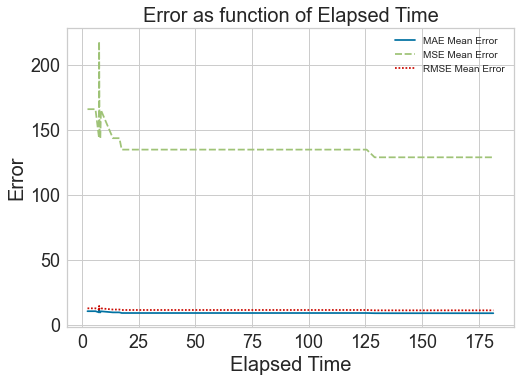 Error as function of Elapsed Time
MAE Mean Error
MSE Mean Error
RMSE Mean Error
200
150
100
50
0
Error
0 25 50 75 100 125 150 175
Elapsed Time